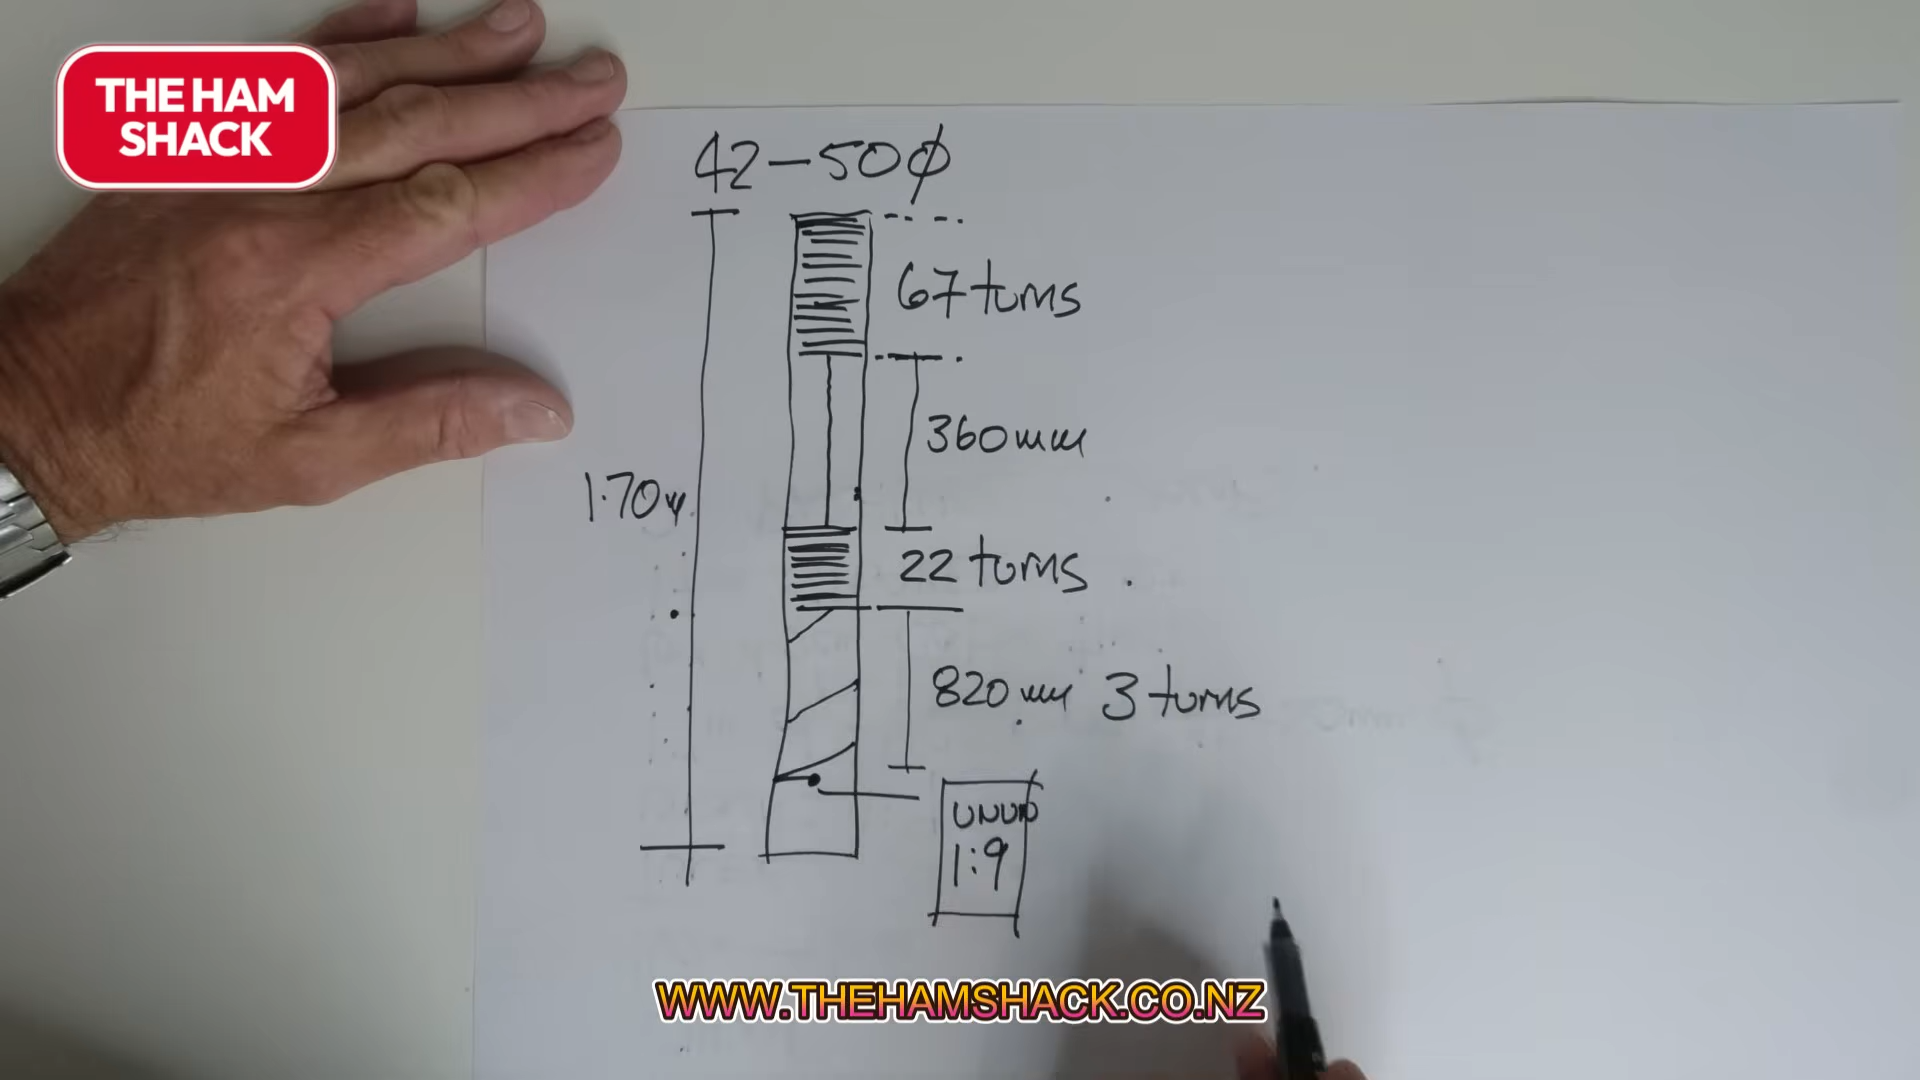 THE HAM
SHACK
42-50ϕ
67 turns
360mm
1.70m
22 turns
820mm 3 turns
UNUN
1:9
WWW.THEHAMSHACK.CO.NZ